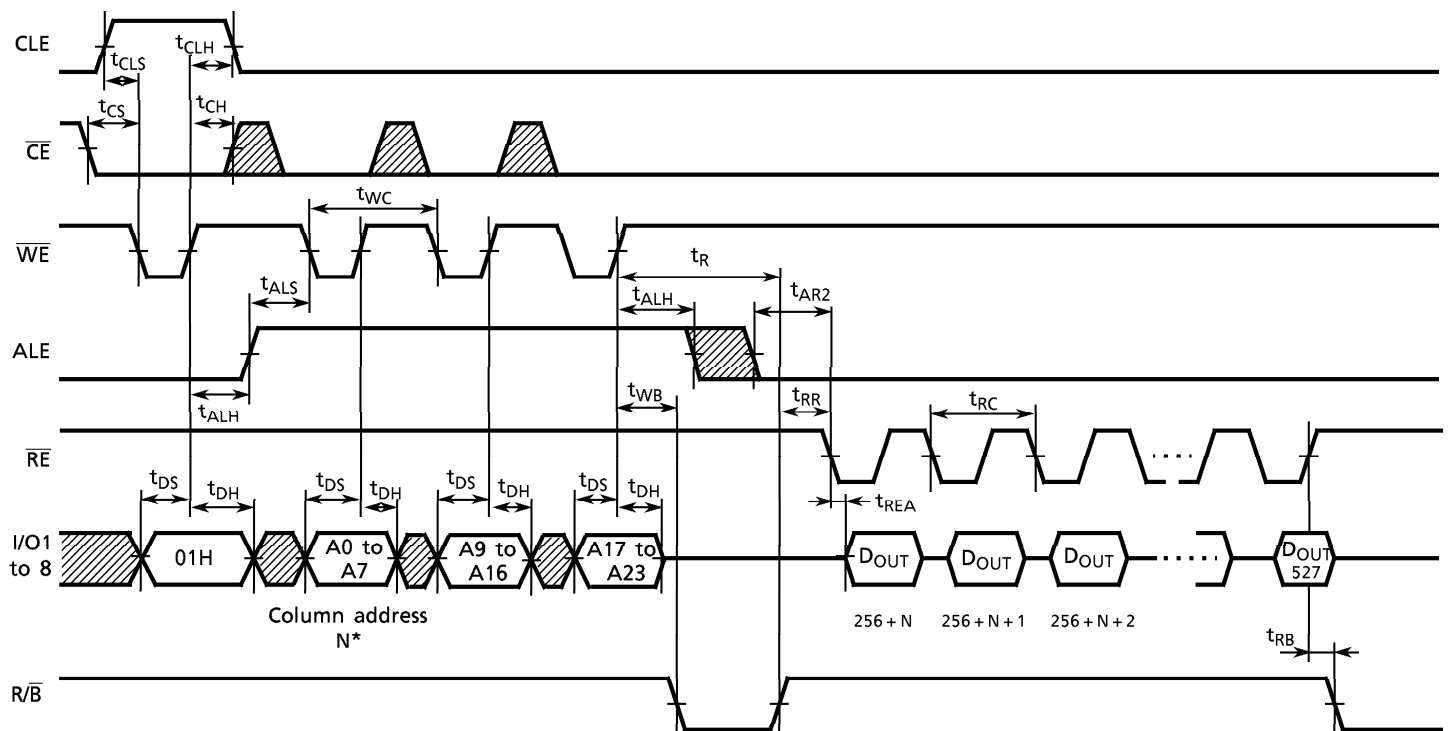 CLE
tCLS
tCLH
CE
tCS
tCH
WE
tWC
tR
tALS
tALH
tAR2
ALE
tALH
tWB
tRR
tRC
RE
tDS
tDH
tDS
tDH
tDS
tDH
tDS
tDH
tREA
I/O1
to 8
01H
A0 to
A7
A9 to
A16
A17 to
A23
DOUT
DOUT
DOUT
DOUT
527
Column address
N*
256 + N
256 + N + 1
256 + N + 2
tRB
R/B